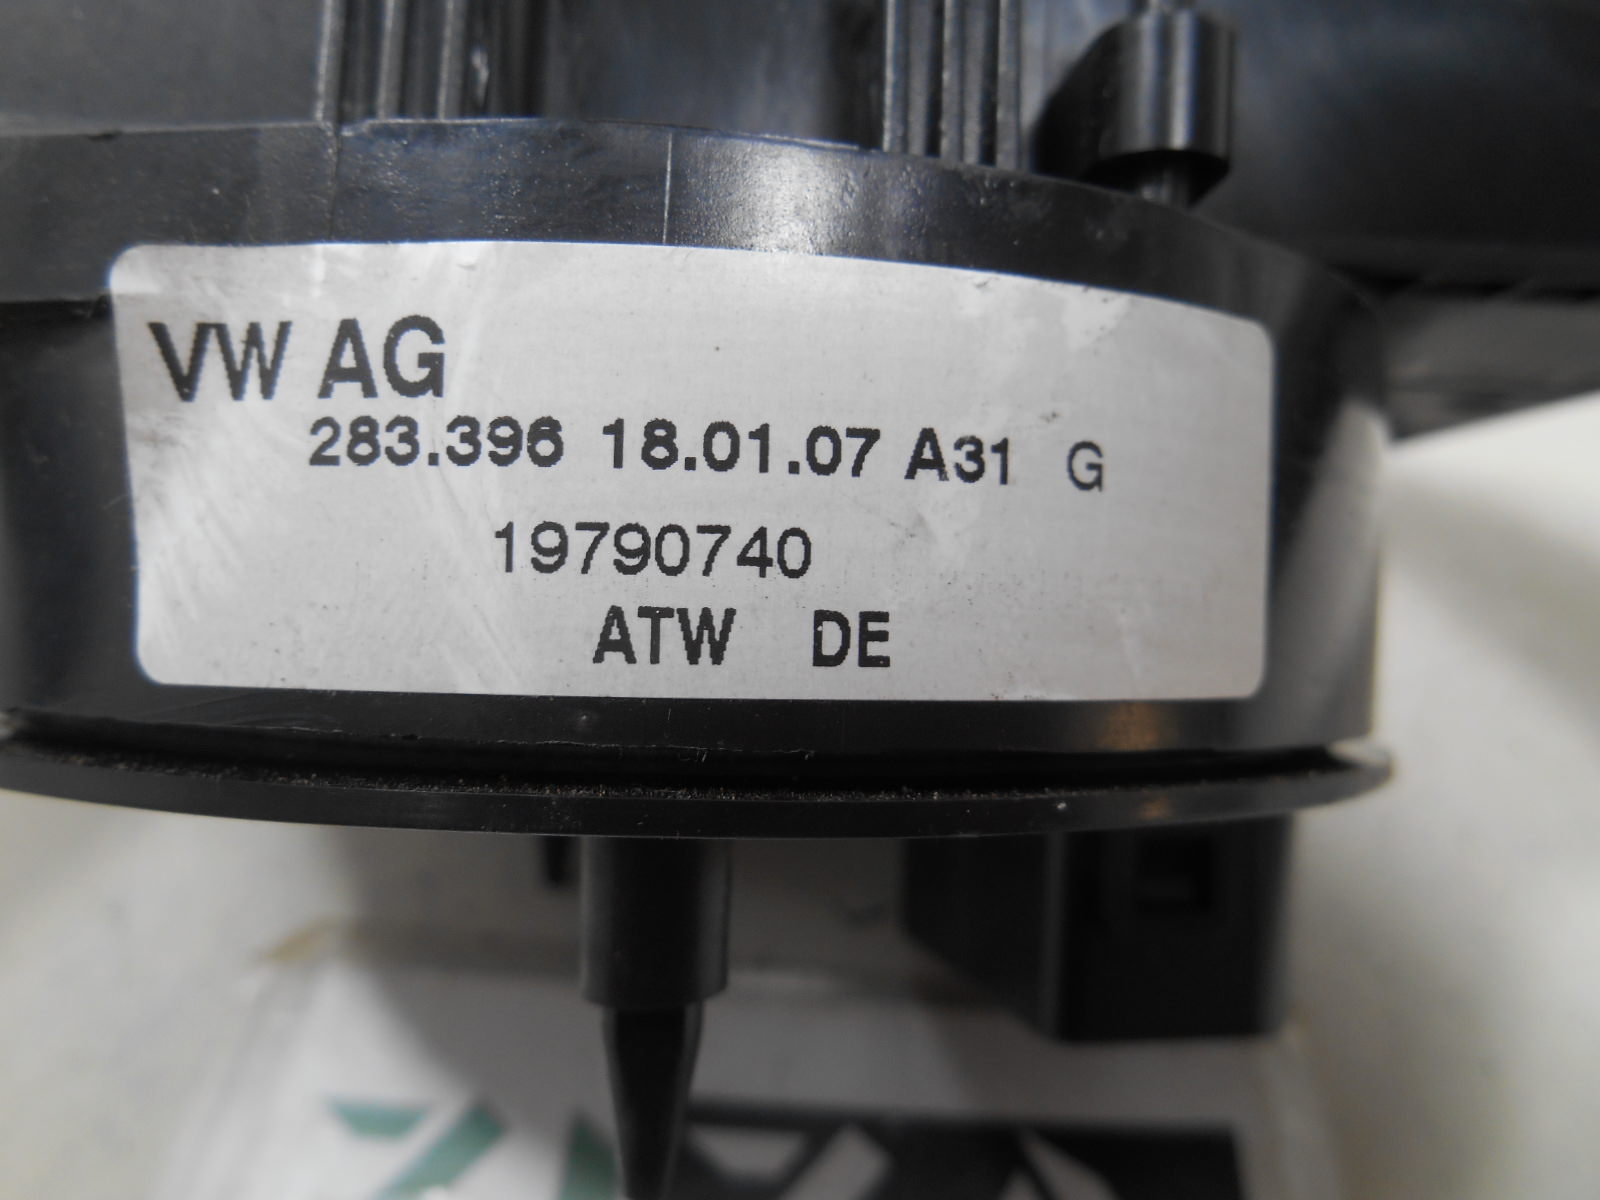 VW AG
283.396 18.01.07 A31 G
19790740
ATW DE